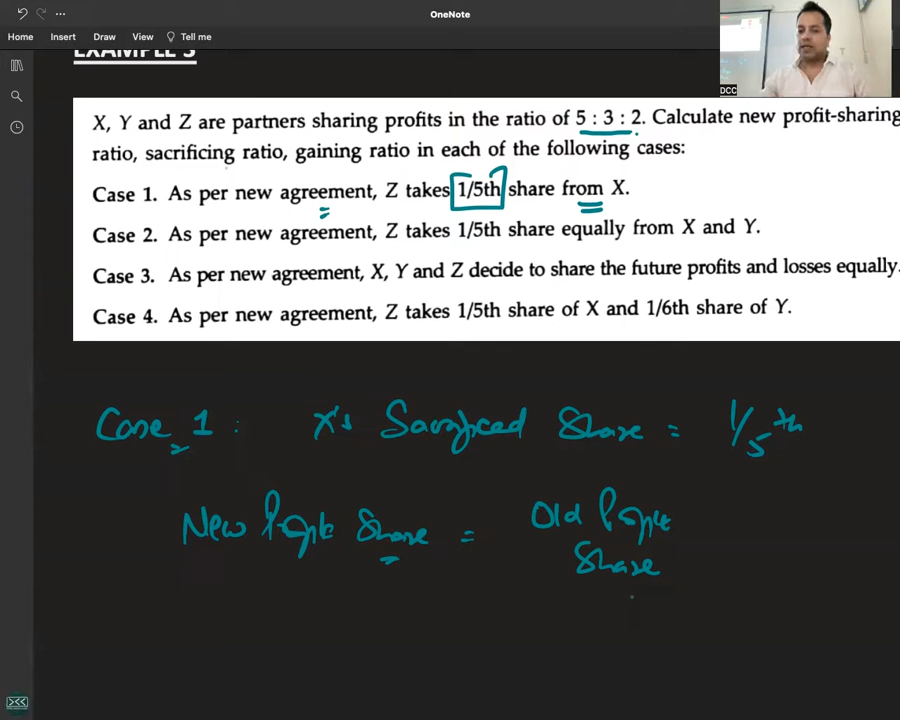 OneNote
Home Insert Draw View Tell me
EXAMPLE 3
DCC
X, Y and Z are partners sharing profits in the ratio of 5 : 3 : 2. Calculate new profit-sharing
ratio, sacrificing ratio, gaining ratio in each of the following cases:
Case 1. As per new agreement, Z takes 1/5th share from X.
Case 2. As per new agreement, Z takes 1/5th share equally from X and Y.
Case 3. As per new agreement, X, Y and Z decide to share the future profits and losses equally.
Case 4. As per new agreement, Z takes 1/5th share of X and 1/6th share of Y.
Case 1 : X's Sacrificed Share = 1/5 th
New Profit Share = Old Profit
Share